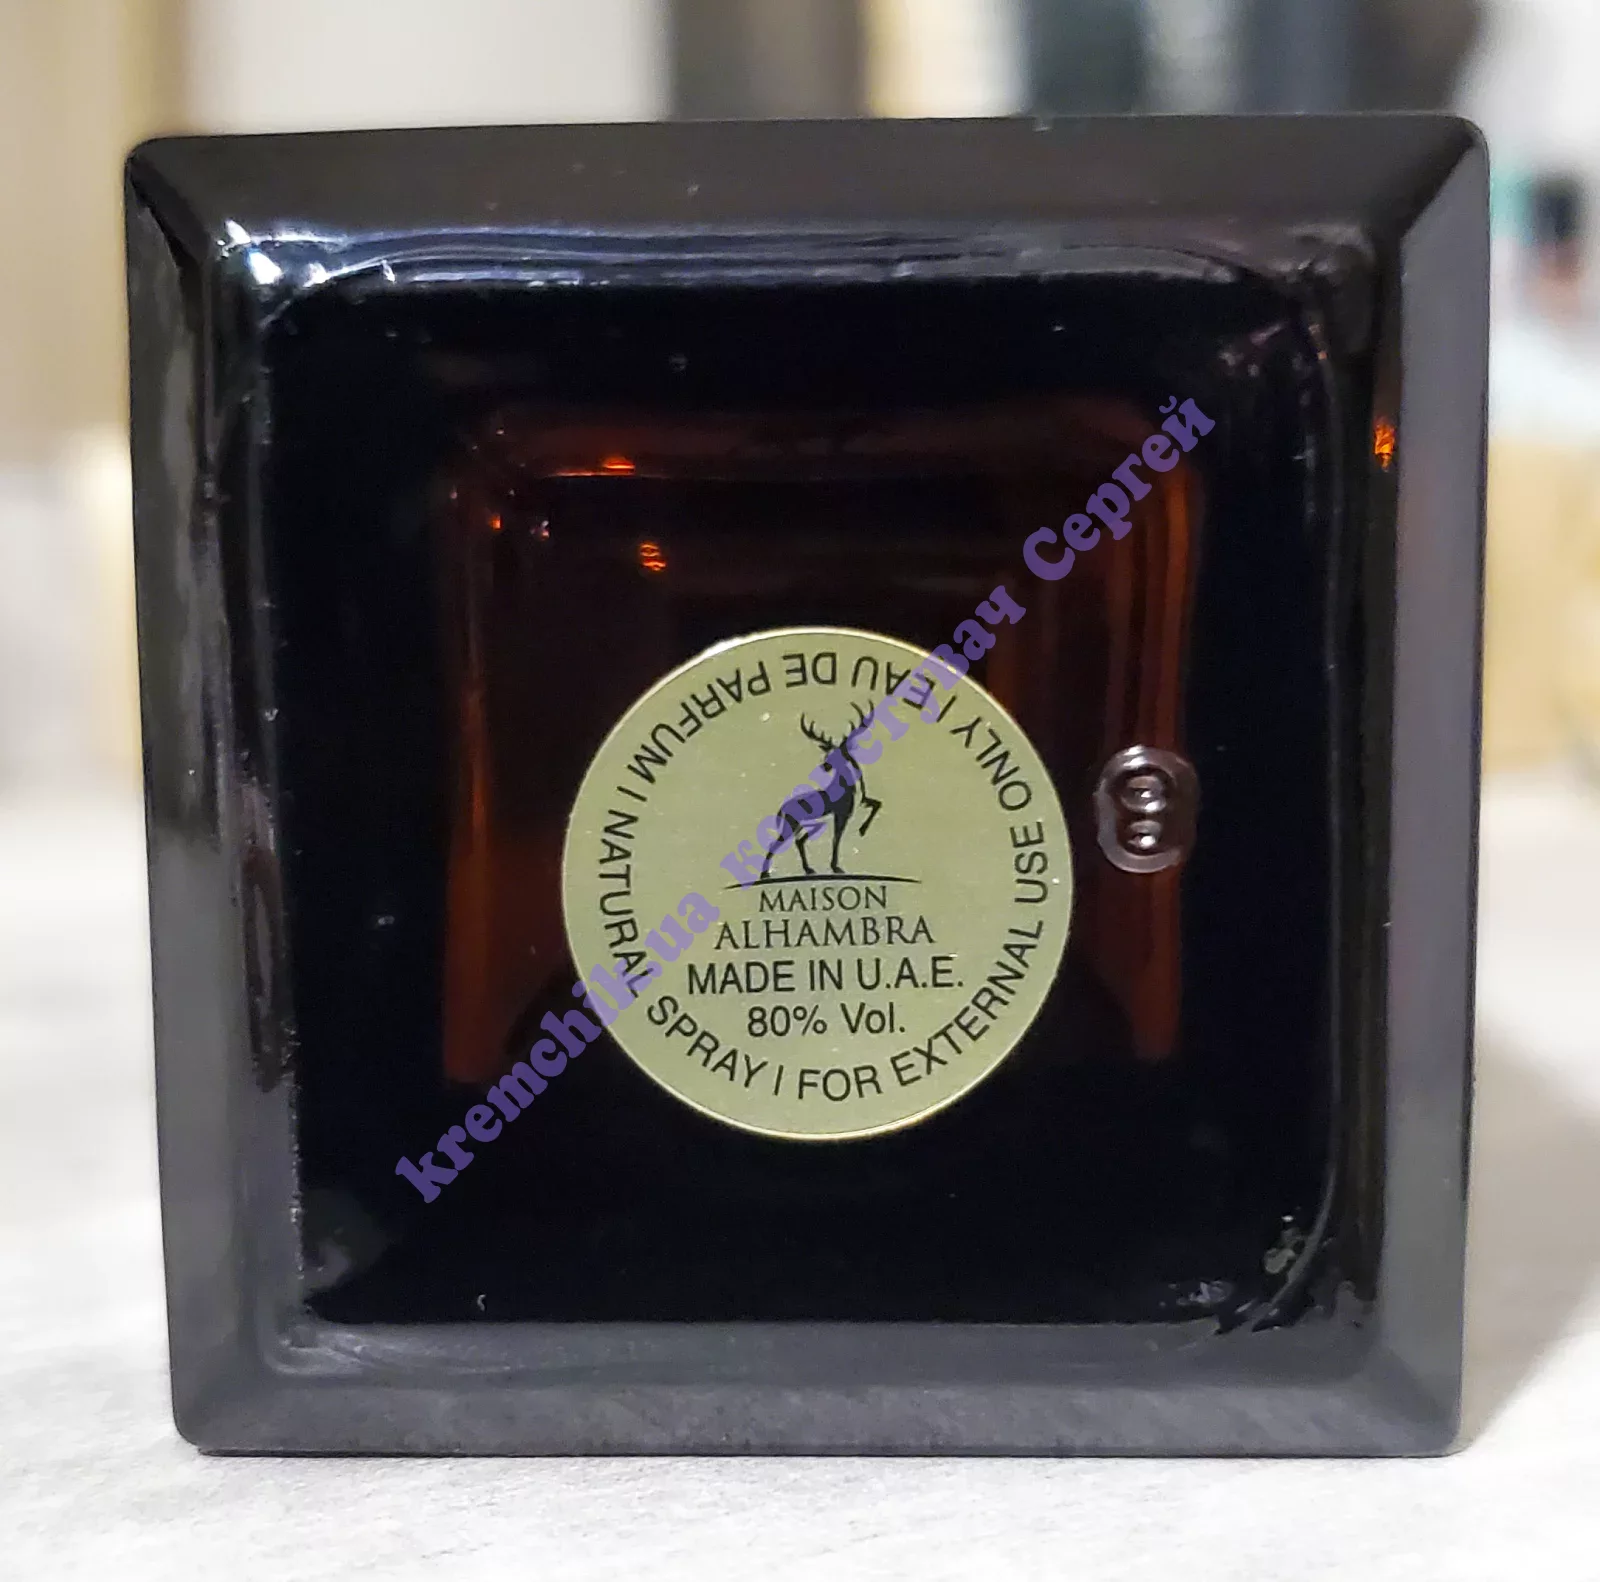 EAU DE PARFUM / NATURAL SPRAY / FOR EXTERNAL USE ONLY /
MAISON
ALHAMBRA
MADE IN U.A.E.
80% Vol.
8
kremchik.ua користувач Сергей